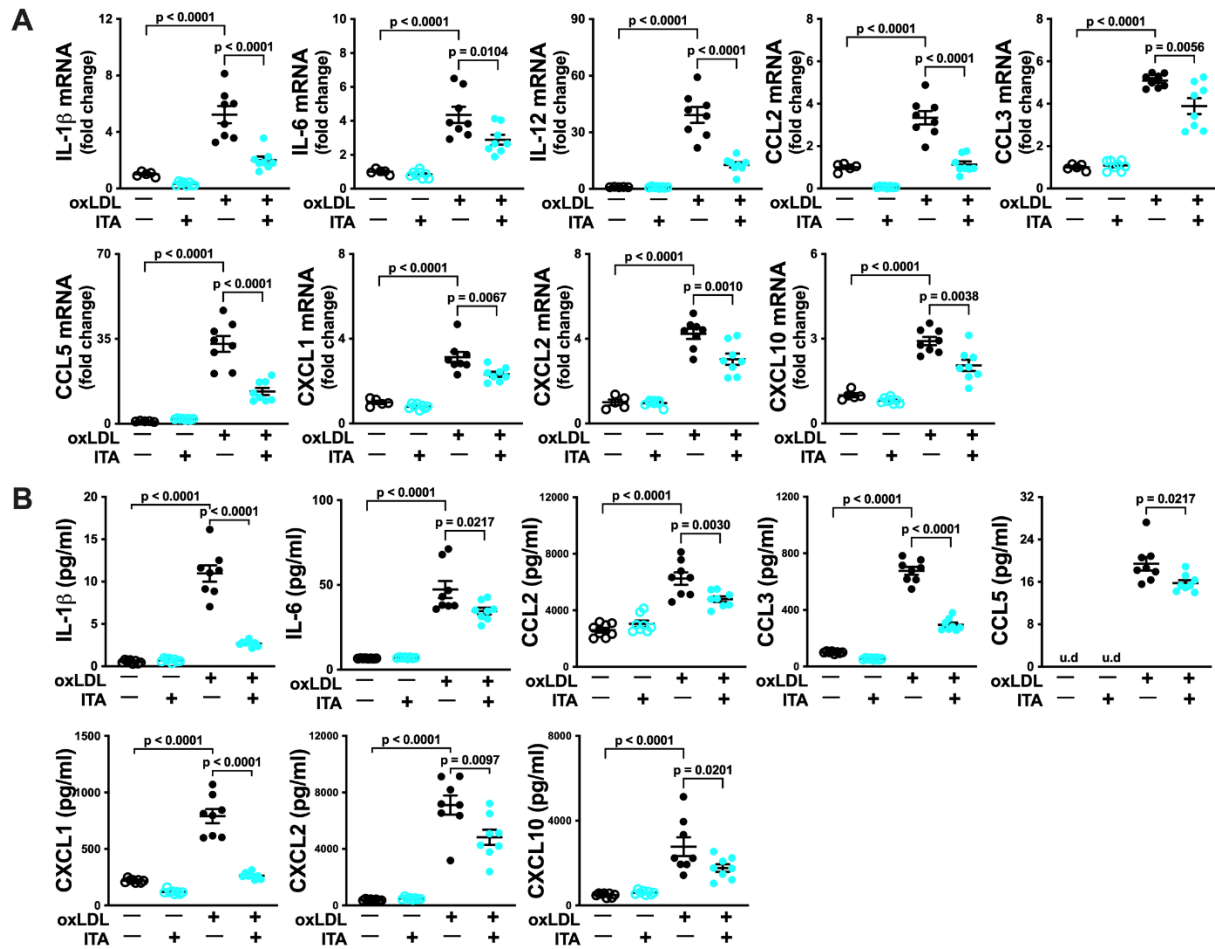 A
IL-1β mRNA
(fold change)
12
8
4
0
p < 0.0001
p < 0.0001
IL-6 mRNA
(fold change)
10
8
6
4
2
0
p < 0.0001
p = 0.0104
IL-12 mRNA
(fold change)
90
60
30
0
p < 0.0001
p < 0.0001
CCL2 mRNA
(fold change)
8
6
4
2
0
p < 0.0001
p < 0.0001
CCL3 mRNA
(fold change)
8
6
4
2
0
p < 0.0001
p = 0.0056
oxLDL — — + +
ITA — + — +
oxLDL — — + +
ITA — + — +
oxLDL — — + +
ITA — + — +
oxLDL — — + +
ITA — + — +
oxLDL — — + +
ITA — + — +
CCL5 mRNA
(fold change)
70
35
0
p < 0.0001
p < 0.0001
CXCL1 mRNA
(fold change)
8
6
4
2
0
p < 0.0001
p = 0.0067
CXCL2 mRNA
(fold change)
8
4
0
p < 0.0001
p = 0.0010
CXCL10 mRNA
(fold change)
6
3
0
p < 0.0001
p = 0.0038
oxLDL — — + +
ITA — + — +
oxLDL — — + +
ITA — + — +
oxLDL — — + +
ITA — + — +
oxLDL — — + +
ITA — + — +
B
IL-1β (pg/ml)
20
15
10
5
0
p < 0.0001
p < 0.0001
IL-6 (pg/ml)
100
50
0
p < 0.0001
p = 0.0217
CCL2 (pg/ml)
12000
8000
4000
0
p < 0.0001
p = 0.0030
CCL3 (pg/ml)
1200
800
400
0
p < 0.0001
p < 0.0001
CCL5 (pg/ml)
32
24
16
8
0
p = 0.0217
u.d
u.d
oxLDL — — + +
ITA — + — +
oxLDL — — + +
ITA — + — +
oxLDL — — + +
ITA — + — +
oxLDL — — + +
ITA — + — +
oxLDL — — + +
ITA — + — +
CXCL1 (pg/ml)
1500
1000
500
0
p < 0.0001
p < 0.0001
CXCL2 (pg/ml)
12000
8000
4000
0
p < 0.0001
p = 0.0097
CXCL10 (pg/ml)
8000
4000
0
p < 0.0001
p = 0.0201
oxLDL — — + +
ITA — + — +
oxLDL — — + +
ITA — + — +
oxLDL — — + +
ITA — + — +